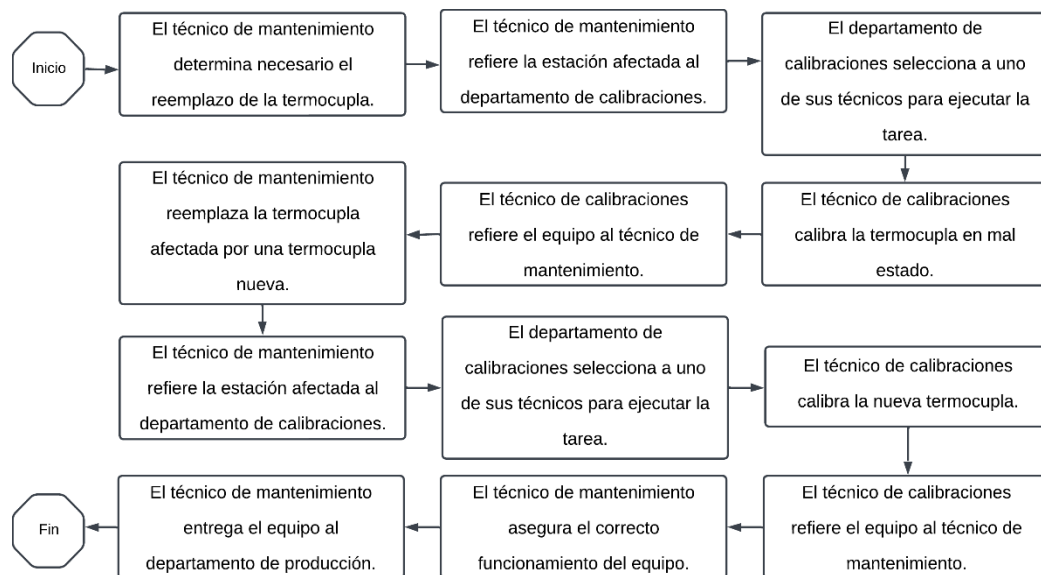 Inicio
El técnico de mantenimiento
determina necesario el
reemplazo de la termocupla.
El técnico de mantenimiento
refiere la estación afectada al
departamento de calibraciones.
El departamento de
calibraciones selecciona a uno
de sus técnicos para ejecutar la
tarea.
El técnico de calibraciones
calibra la termocupla en mal
estado.
El técnico de calibraciones
refiere el equipo al técnico de
mantenimiento.
El técnico de mantenimiento
reemplaza la termocupla
afectada por una termocupla
nueva.
El técnico de mantenimiento
refiere la estación afectada al
departamento de calibraciones.
El departamento de
calibraciones selecciona a uno
de sus técnicos para ejecutar la
tarea.
El técnico de calibraciones
calibra la nueva termocupla.
El técnico de calibraciones
refiere el equipo al técnico de
mantenimiento.
El técnico de mantenimiento
asegura el correcto
funcionamiento del equipo.
El técnico de mantenimiento
entrega el equipo al
departamento de producción.
Fin